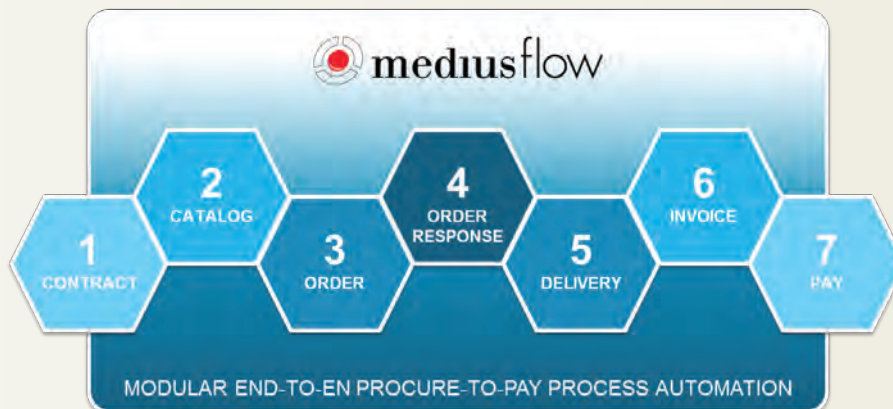 mediusflow
1
CONTRACT
2
CATALOG
3
ORDER
4
ORDER
RESPONSE
5
DELIVERY
6
INVOICE
7
PAY
MODULAR END-TO-EN PROCURE-TO-PAY PROCESS AUTOMATION